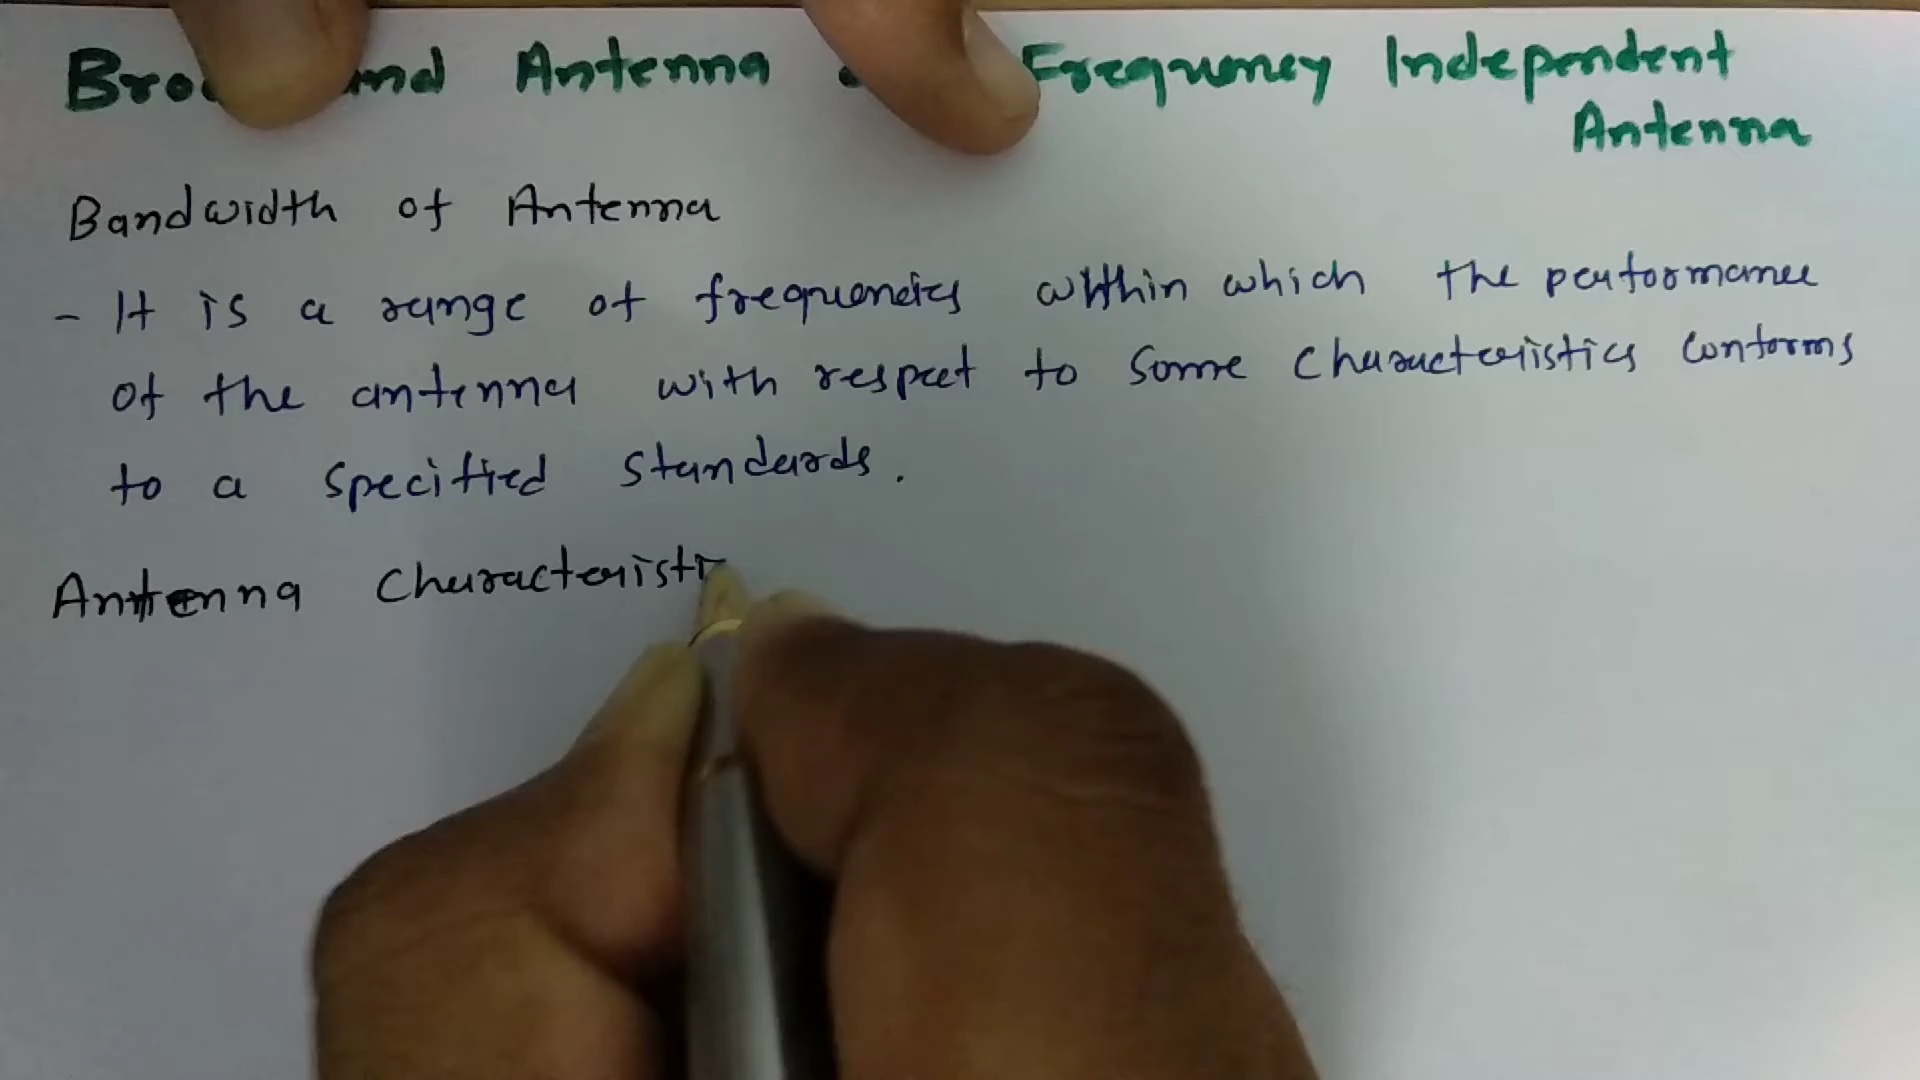 Antenna Frequency Independent
Antenna
Bandwidth of Antenna
- It is a range of frequencies within which the performance
of the antenna with respect to some characteristics conforms
to a specified standards.
Antenna Characteristi